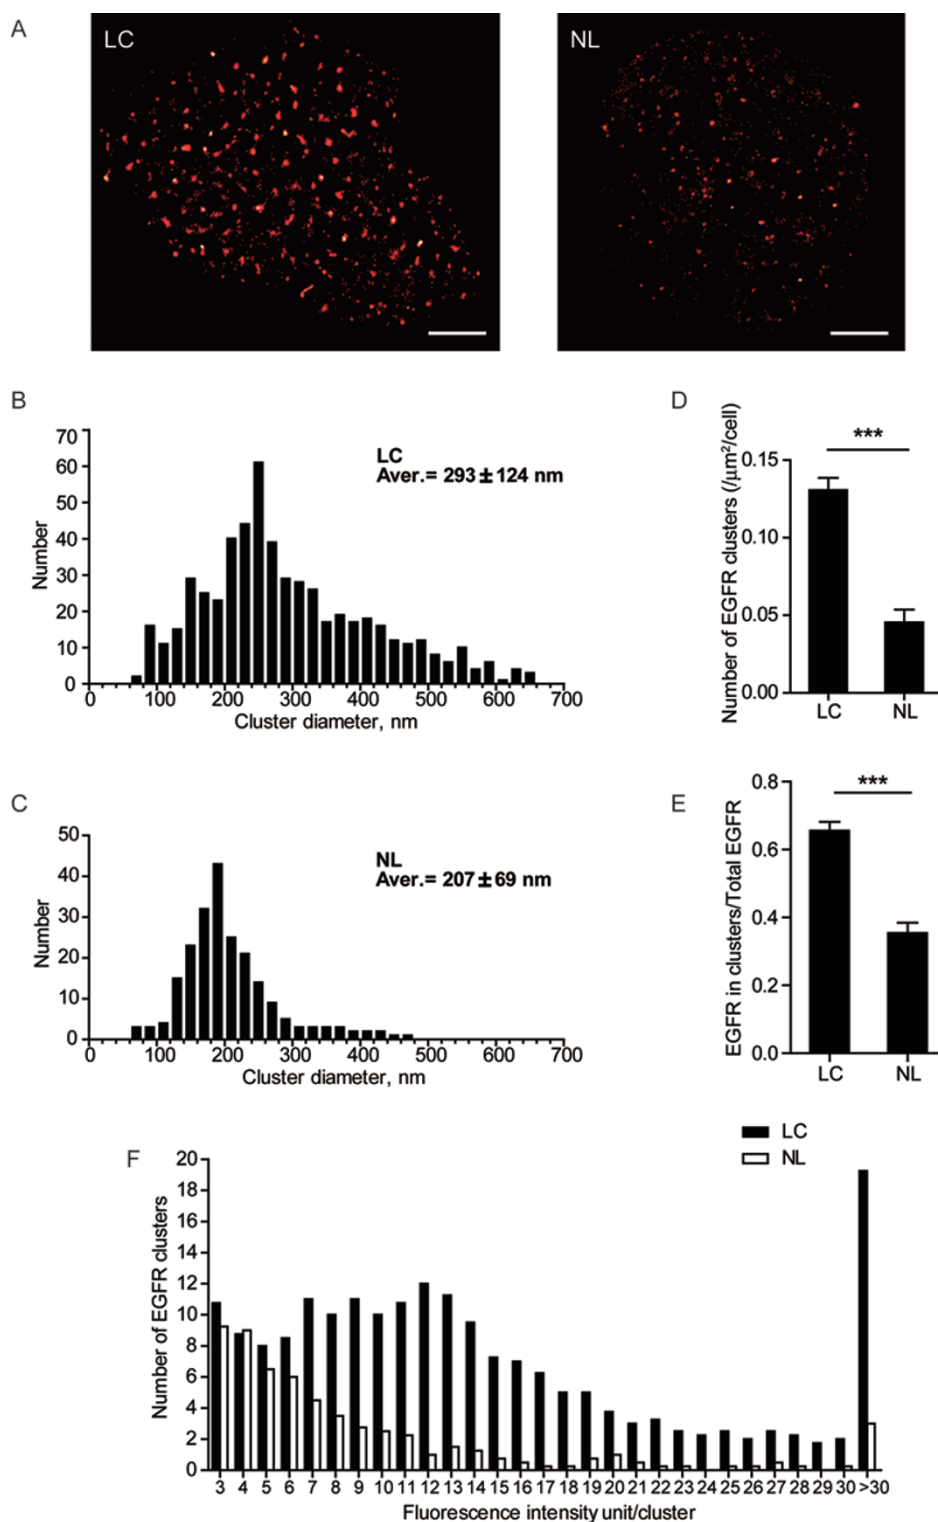 A
LC
NL
B
70
60
50
40
30
20
10
0
Number
LC
Aver.= 293±124 nm
0 100 200 300 400 500 600 700
Cluster diameter, nm
D
Number of EGFR clusters (/µm²/cell)
***
0.15
0.10
0.05
0.00
LC NL
C
50
40
30
20
10
0
Number
NL
Aver.= 207±69 nm
0 100 200 300 400 500 600 700
Cluster diameter, nm
E
EGFR in clusters/Total EGFR
***
0.8
0.6
0.4
0.2
0.0
LC NL
F
LC
NL
20
18
16
14
12
10
8
6
4
2
0
Number of EGFR clusters
3 4 5 6 7 8 9 10 11 12 13 14 15 16 17 18 19 20 21 22 23 24 25 26 27 28 29 30 >30
Fluorescence intensity unit/cluster